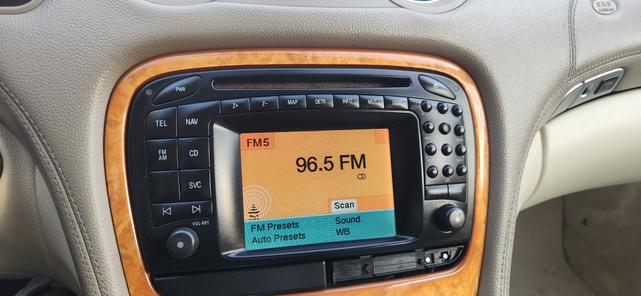 PWR
Z+ Z- MAP DETR INFO
TEL NAV
FM AM CD
SVC
VOL·RPT
FM5
96.5 FM
CD
Scan
FM Presets Sound
Auto Presets WB